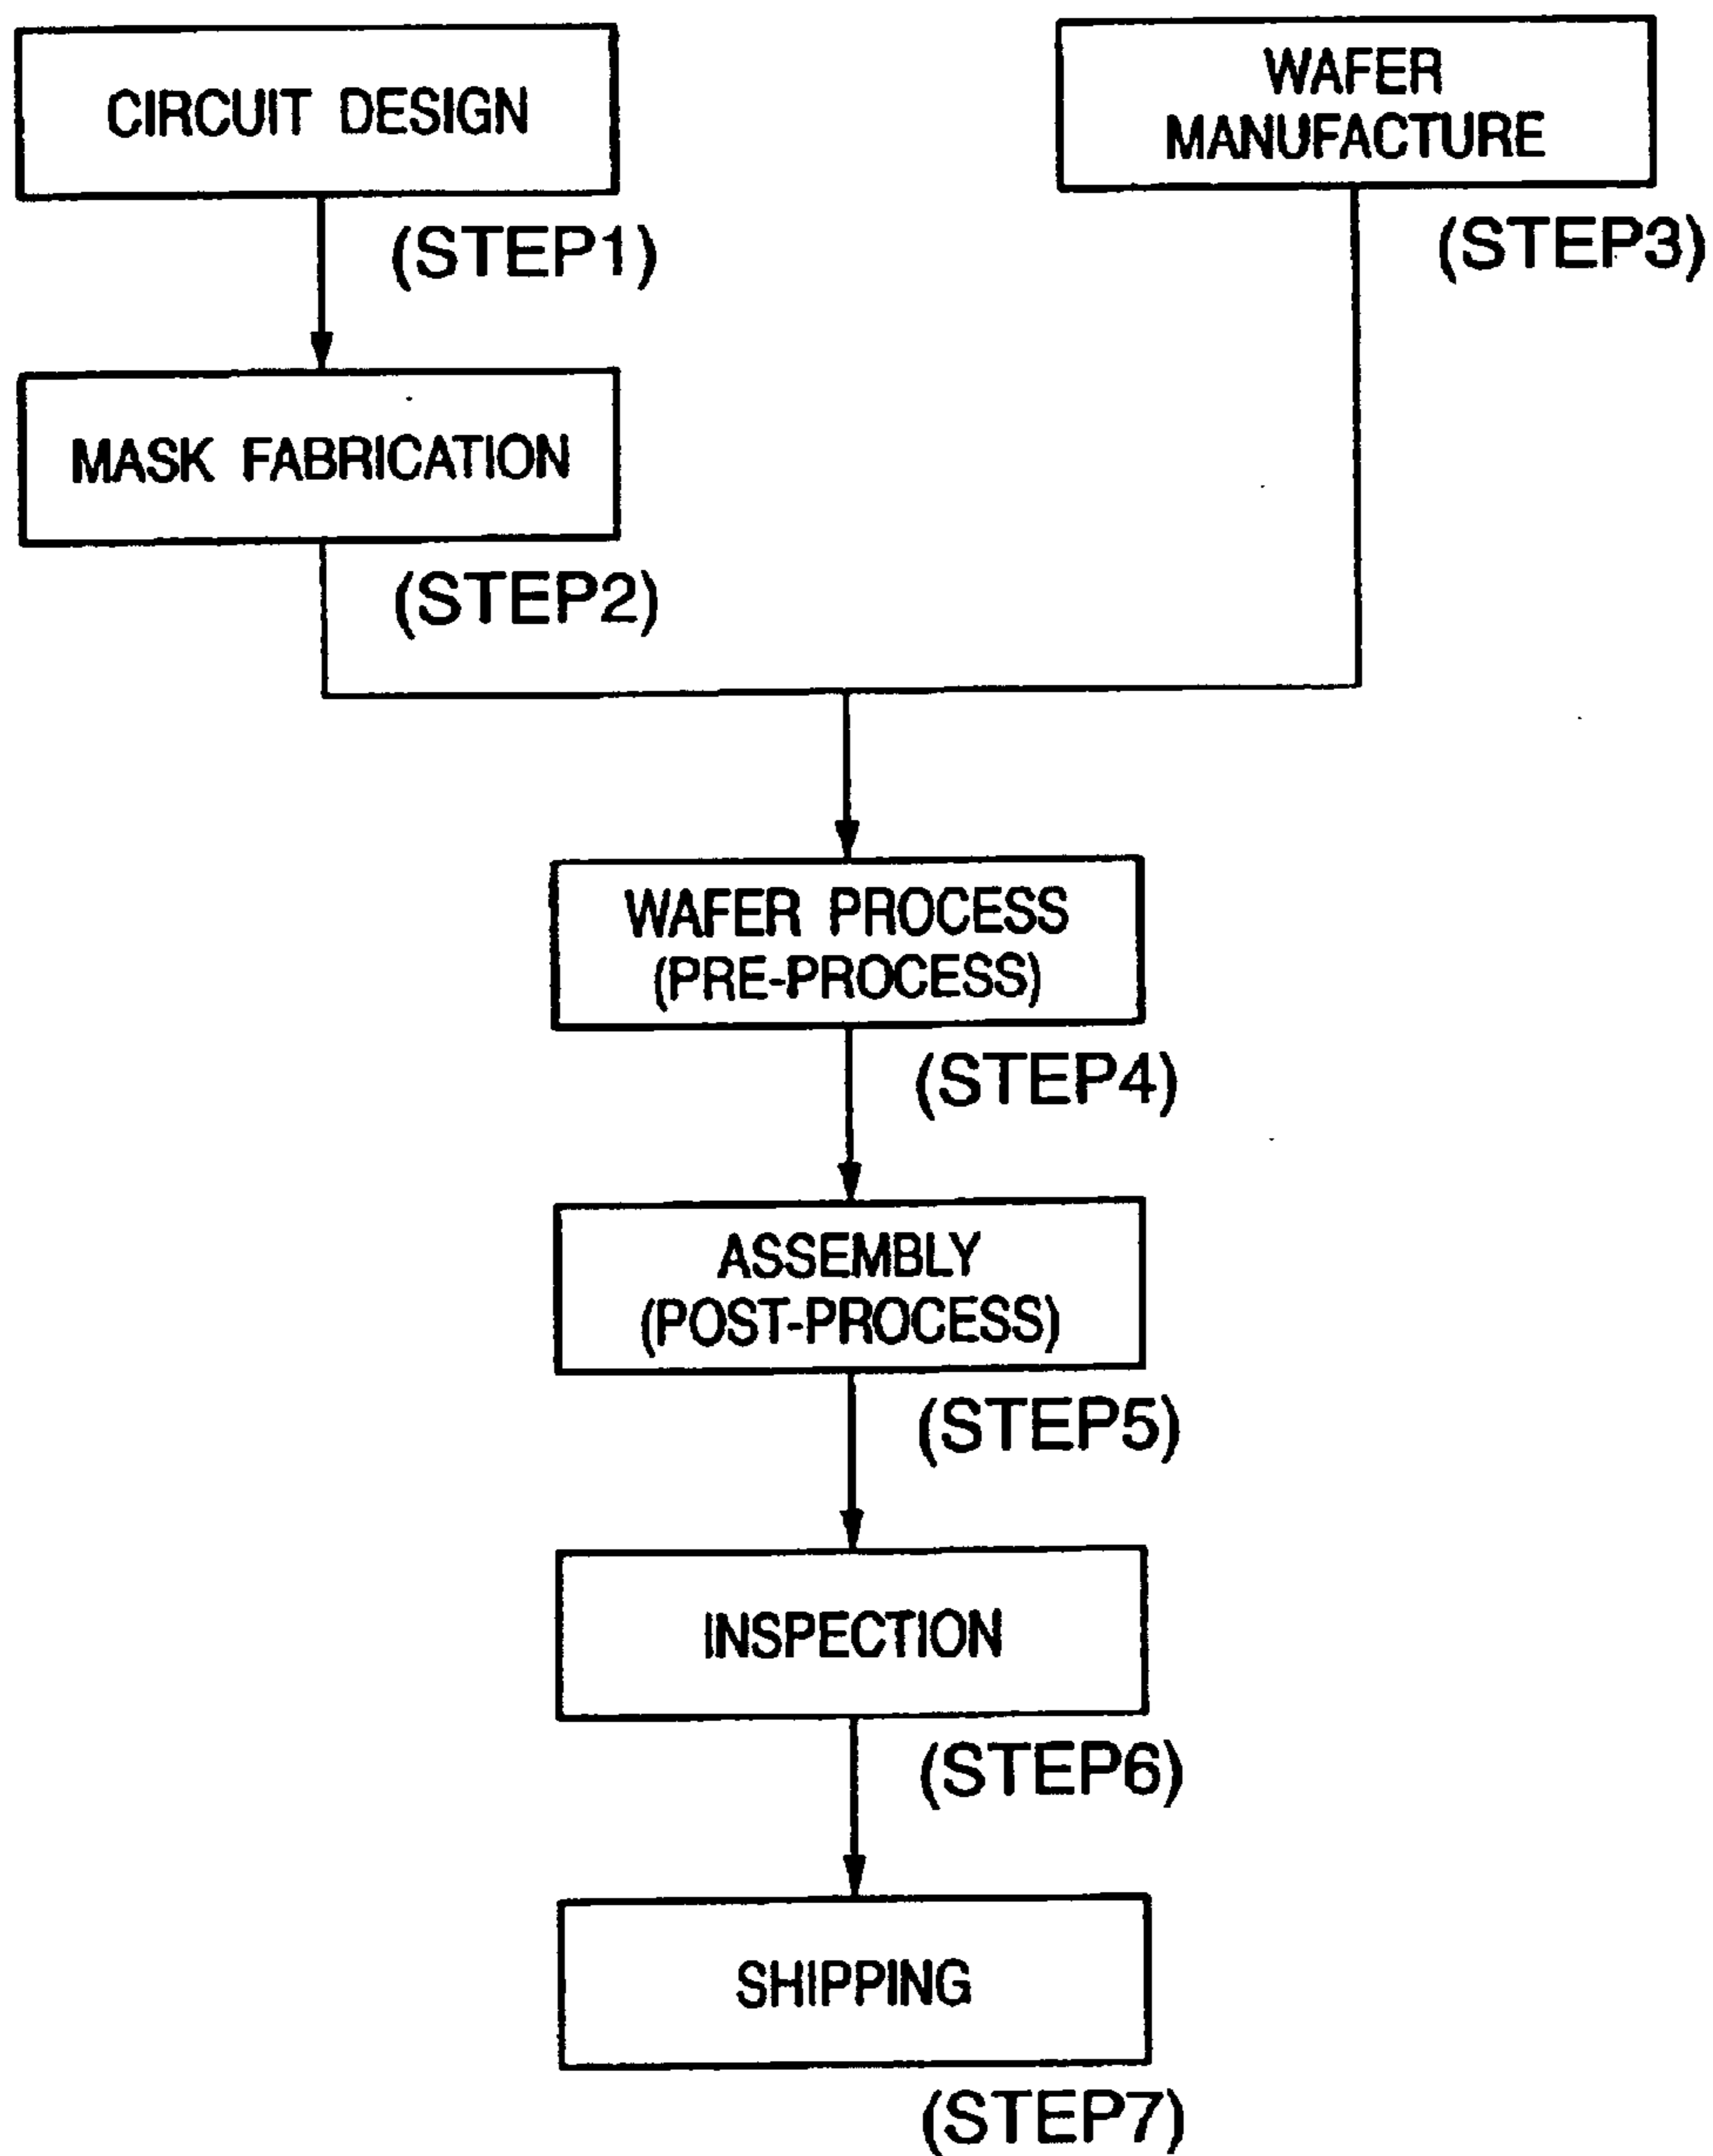 CIRCUIT DESIGN
(STEP1)
MASK FABRICATION
(STEP2)
WAFER
MANUFACTURE
(STEP3)
WAFER PROCESS
(PRE-PROCESS)
(STEP4)
ASSEMBLY
(POST-PROCESS)
(STEP5)
INSPECTION
(STEP6)
SHIPPING
(STEP7)